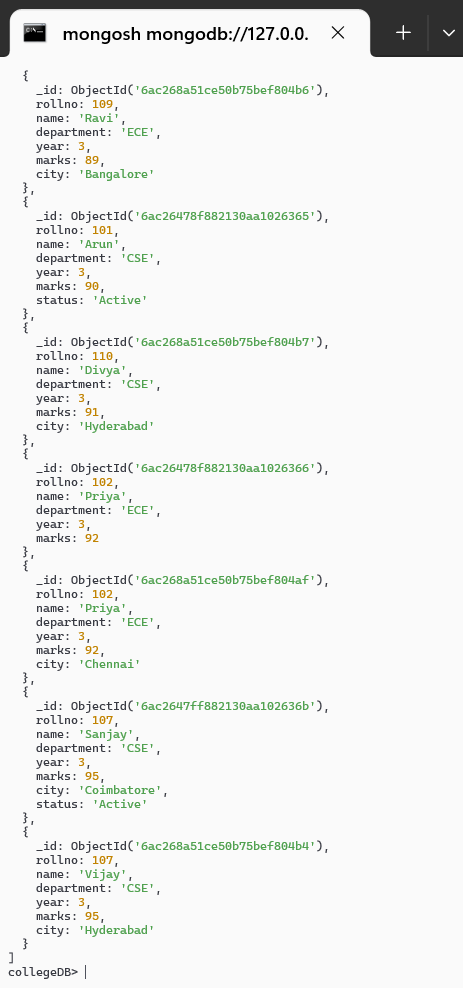 mongosh mongodb://127.0.0.
{
_id: ObjectId('6ac268a51ce50b75bef804b6'),
rollno: 109,
name: 'Ravi',
department: 'ECE',
year: 3,
marks: 89,
city: 'Bangalore'
},
{
_id: ObjectId('6ac26478f882130aa1026365'),
rollno: 101,
name: 'Arun',
department: 'CSE',
year: 3,
marks: 90,
status: 'Active'
},
{
_id: ObjectId('6ac268a51ce50b75bef804b7'),
rollno: 110,
name: 'Divya',
department: 'CSE',
year: 3,
marks: 91,
city: 'Hyderabad'
},
{
_id: ObjectId('6ac26478f882130aa1026366'),
rollno: 102,
name: 'Priya',
department: 'ECE',
year: 3,
marks: 92
},
{
_id: ObjectId('6ac268a51ce50b75bef804af'),
rollno: 102,
name: 'Priya',
department: 'ECE',
year: 3,
marks: 92,
city: 'Chennai'
},
{
_id: ObjectId('6ac2647ff882130aa102636b'),
rollno: 107,
name: 'Sanjay',
department: 'CSE',
year: 3,
marks: 95,
city: 'Coimbatore',
status: 'Active'
},
{
_id: ObjectId('6ac268a51ce50b75bef804b4'),
rollno: 107,
name: 'Vijay',
department: 'CSE',
year: 3,
marks: 95,
city: 'Hyderabad'
}
]
collegeDB>